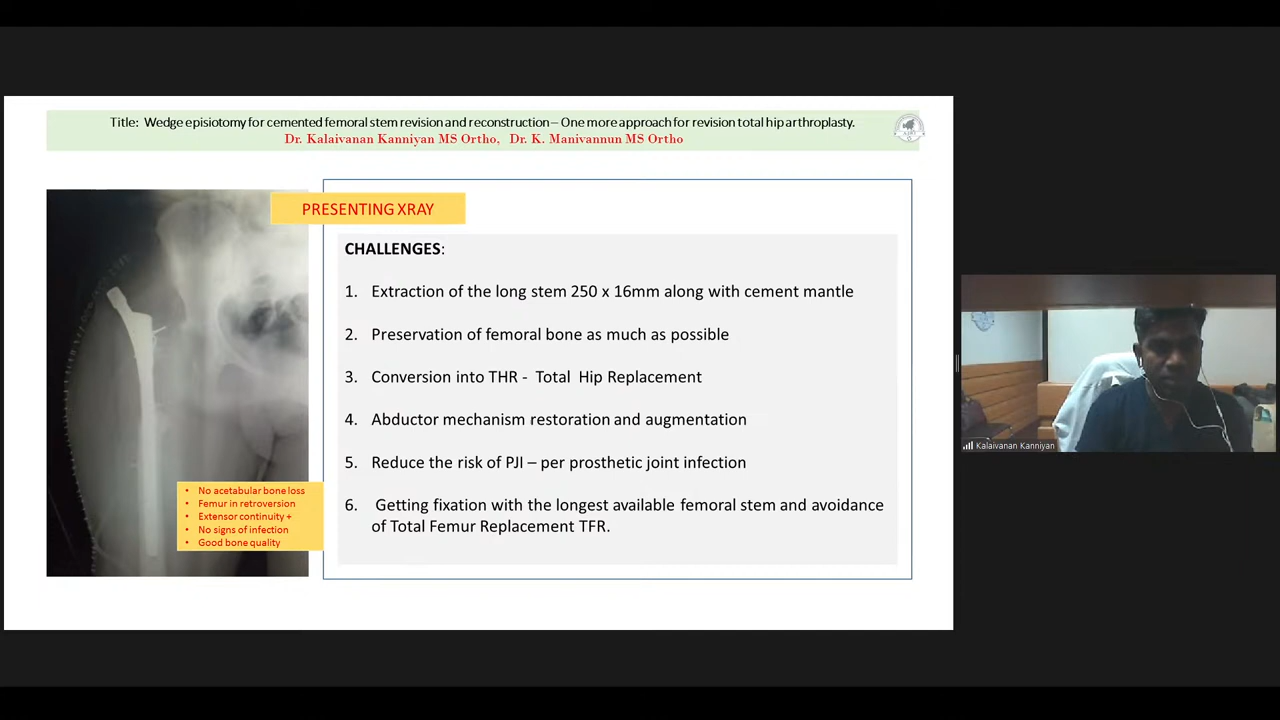 Title: Wedge episiotomy for cemented femoral stem revision and reconstruction – One more approach for revision total hip arthroplasty.
Dr. Kalaivanan Kanniyan MS Ortho, Dr. K. Manivannun MS Ortho
PRESENTING XRAY
CHALLENGES:
1. Extraction of the long stem 250 x 16mm along with cement mantle
2. Preservation of femoral bone as much as possible
3. Conversion into THR - Total Hip Replacement
4. Abductor mechanism restoration and augmentation
5. Reduce the risk of PJI – per prosthetic joint infection
6. Getting fixation with the longest available femoral stem and avoidance
of Total Femur Replacement TFR.
• No acetabular bone loss
• Femur in retroversion
• Extensor continuity +
• No signs of infection
• Good bone quality
Kalaivanan Kanniyan